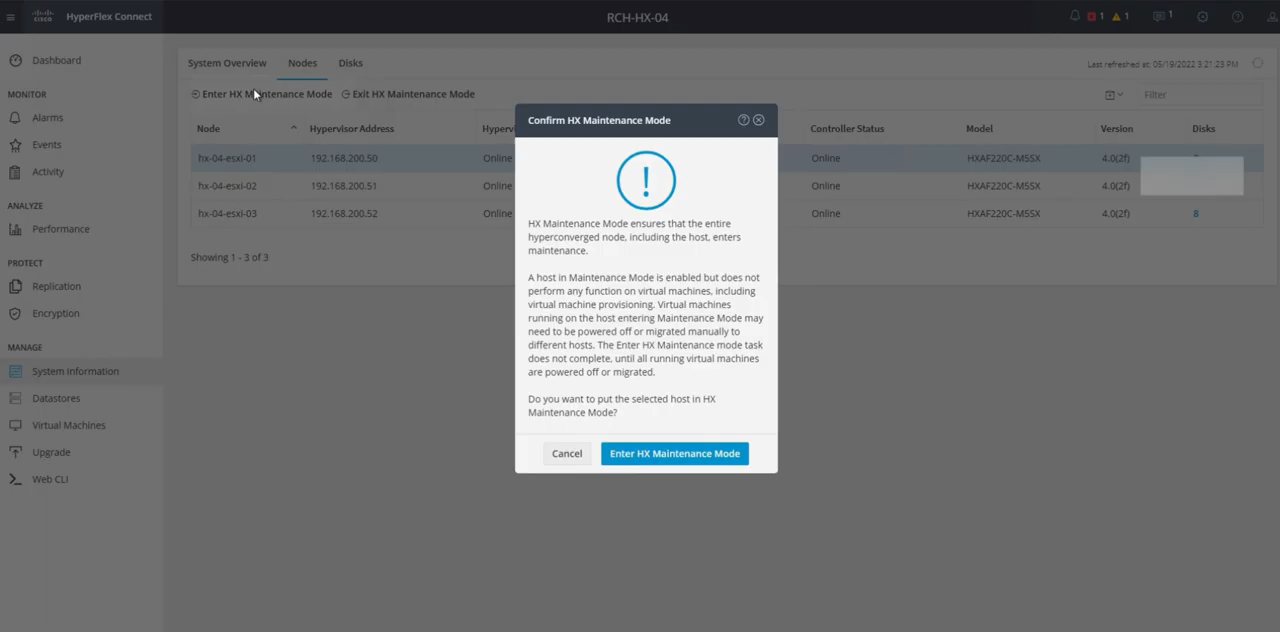 CISCO HyperFlex Connect
RCH-HX-04
1 1 1
Dashboard
MONITOR
Alarms
Events
Activity
ANALYZE
Performance
PROTECT
Replication
Encryption
MANAGE
System Information
Datastores
Virtual Machines
Upgrade
Web CLI
System Overview Nodes Disks
Last refreshed at: 05/19/2022 3:21:23 PM
Enter HX Maintenance Mode Exit HX Maintenance Mode
Filter
Node Hypervisor Address Controller Status Model Version Disks
hx-04-esxi-01 192.168.200.50 Online Online HXAF220C-M5SX 4.0(2f)
hx-04-esxi-02 192.168.200.51 Online Online HXAF220C-M5SX 4.0(2f)
hx-04-esxi-03 192.168.200.52 Online Online HXAF220C-M5SX 4.0(2f) 8
Showing 1 - 3 of 3
Confirm HX Maintenance Mode
HX Maintenance Mode ensures that the entire
hyperconverged node, including the host, enters
maintenance.
A host in Maintenance Mode is enabled but does not
perform any function on virtual machines, including
virtual machine provisioning. Virtual machines
running on the host entering Maintenance Mode may
need to be powered off or migrated manually to
different hosts. The Enter HX Maintenance mode task
does not complete, until all running virtual machines
are powered off or migrated.
Do you want to put the selected host in HX
Maintenance Mode?
Cancel Enter HX Maintenance Mode